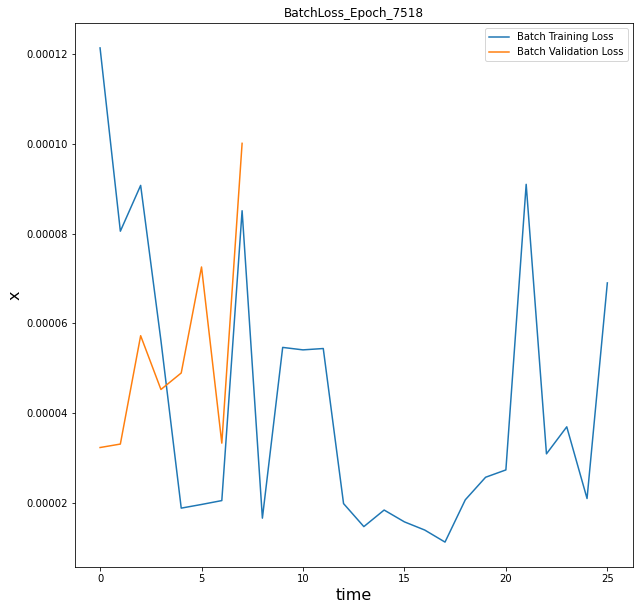 BatchLoss_Epoch_7518
Batch Training Loss
Batch Validation Loss
0.00012
0.00010
0.00008
0.00006
0.00004
0.00002
x
0
5
10
15
20
25
time